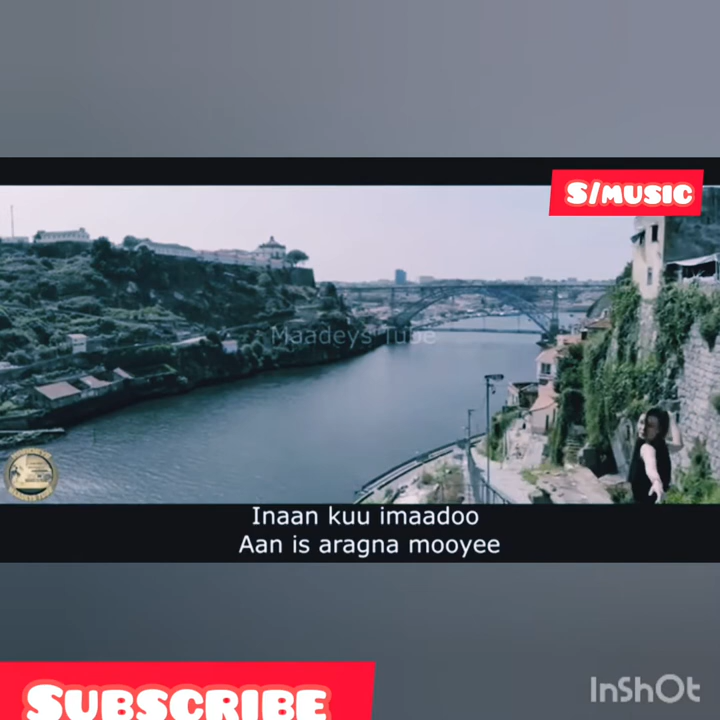 S/MUSIC
Maadeys Tube
Inaan kuu imaadoo
Aan is aragna mooyee
SUBSCRIBE
InShOt